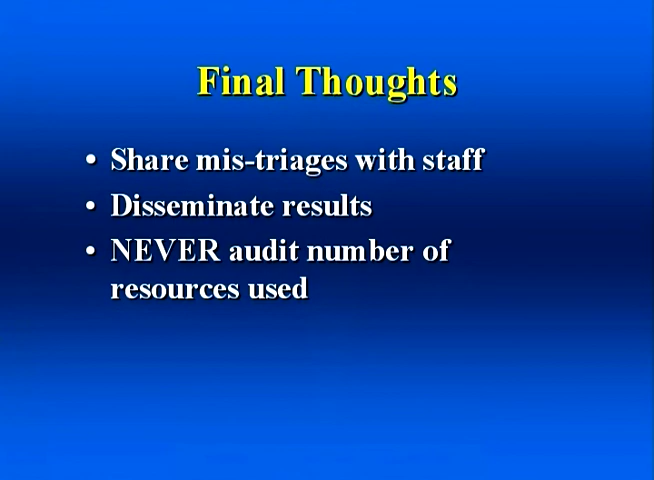 Final Thoughts
• Share mis-triages with staff
• Disseminate results
• NEVER audit number of
resources used